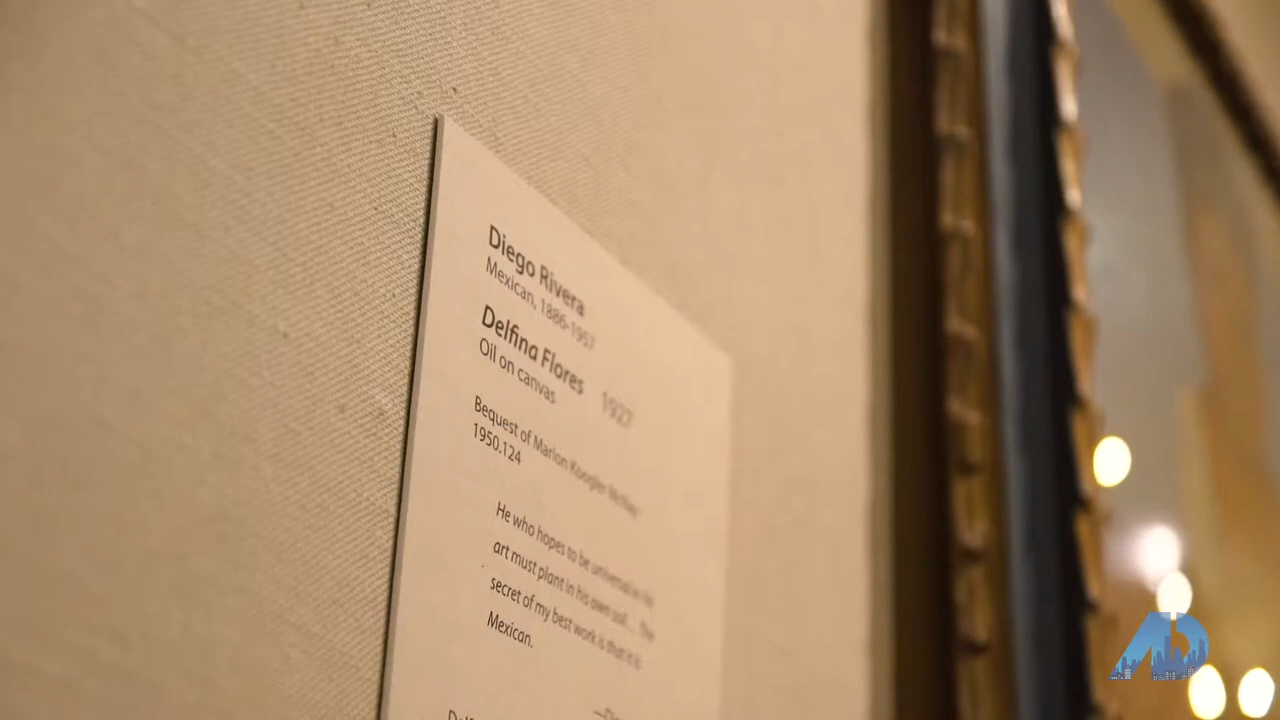 Diego Rivera
Mexican, 1886-1957
Delfina Flores 1927
Oil on canvas
Bequest of Marion Koogler McNay
1950.124
He who hopes to be universal in his
art must plant in his own soil . . . The
secret of my best work is that it is
Mexican.
AD